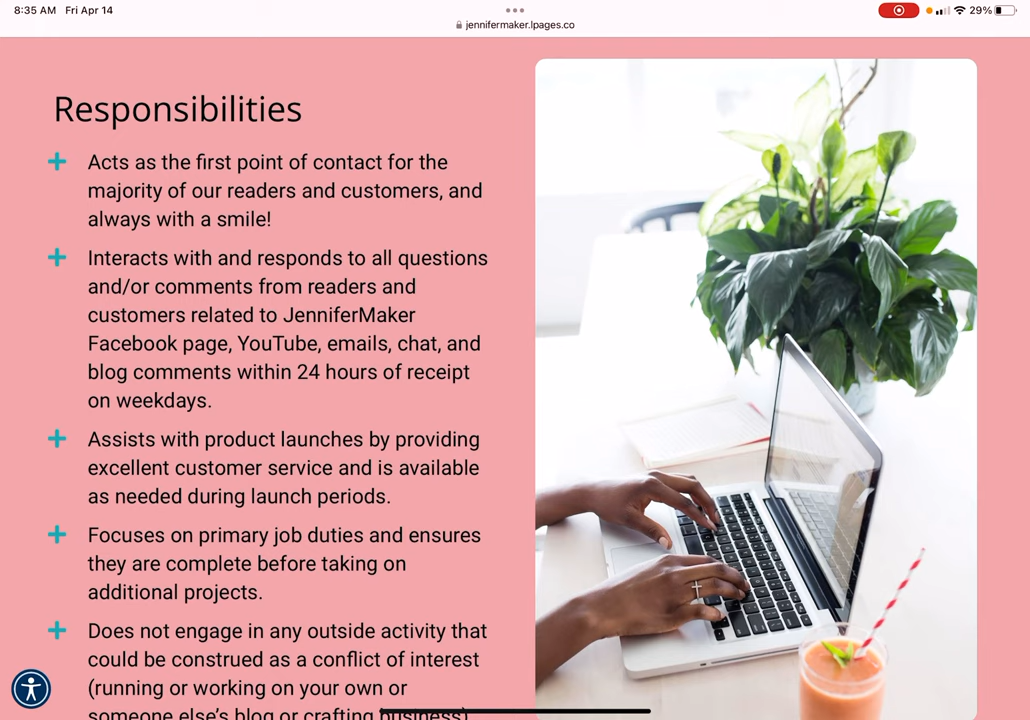 8:35 AM Fri Apr 14
29%
jennifermaker.lpages.co
Responsibilities
Acts as the first point of contact for the
majority of our readers and customers, and
always with a smile!
Interacts with and responds to all questions
and/or comments from readers and
customers related to JenniferMaker
Facebook page, YouTube, emails, chat, and
blog comments within 24 hours of receipt
on weekdays.
Assists with product launches by providing
excellent customer service and is available
as needed during launch periods.
Focuses on primary job duties and ensures
they are complete before taking on
additional projects.
Does not engage in any outside activity that
could be construed as a conflict of interest
(running or working on your own or
someone else’s blog or crafting business)